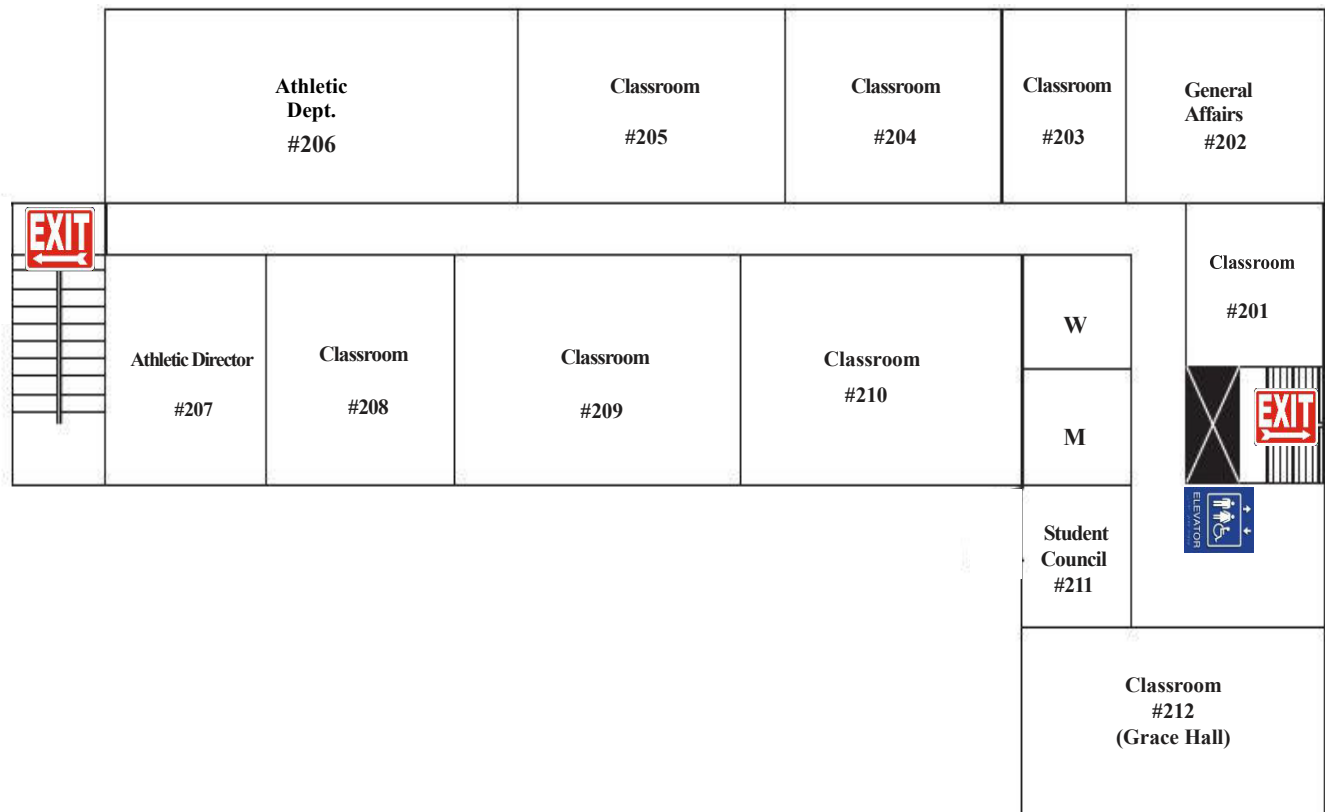 Athletic
Dept.
#206
Classroom
#205
Classroom
#204
Classroom
#203
General
Affairs
#202
EXIT
Classroom
#201
W
Athletic Director
#207
Classroom
#208
Classroom
#209
Classroom
#210
EXIT
M
ELEVATOR
Student
Council
#211
Classroom
#212
(Grace Hall)